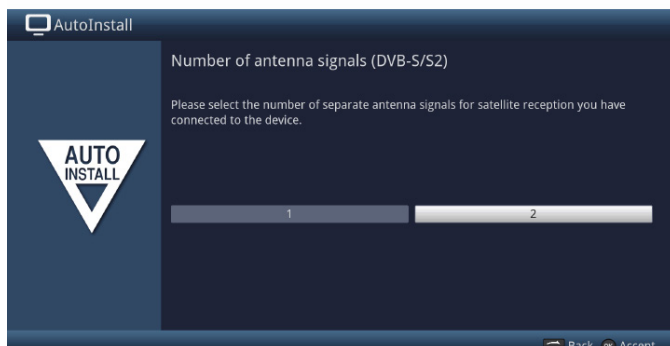 AutoInstall
Number of antenna signals (DVB-S/S2)
Please select the number of separate antenna signals for satellite reception you have
connected to the device.
AUTO
INSTALL
1
2
Back OK Accept